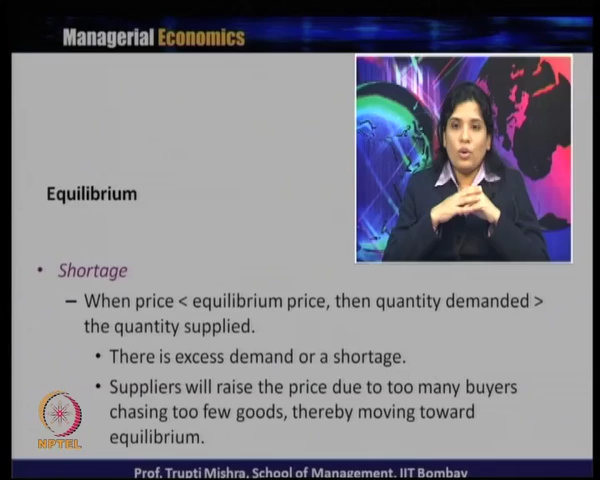 Managerial Economics
Equilibrium
• Shortage
– When price < equilibrium price, then quantity demanded >
the quantity supplied.
• There is excess demand or a shortage.
• Suppliers will raise the price due to too many buyers
chasing too few goods, thereby moving toward
equilibrium.
NPTEL
Prof. Trupti Mishra, School of Management, IIT Bombay